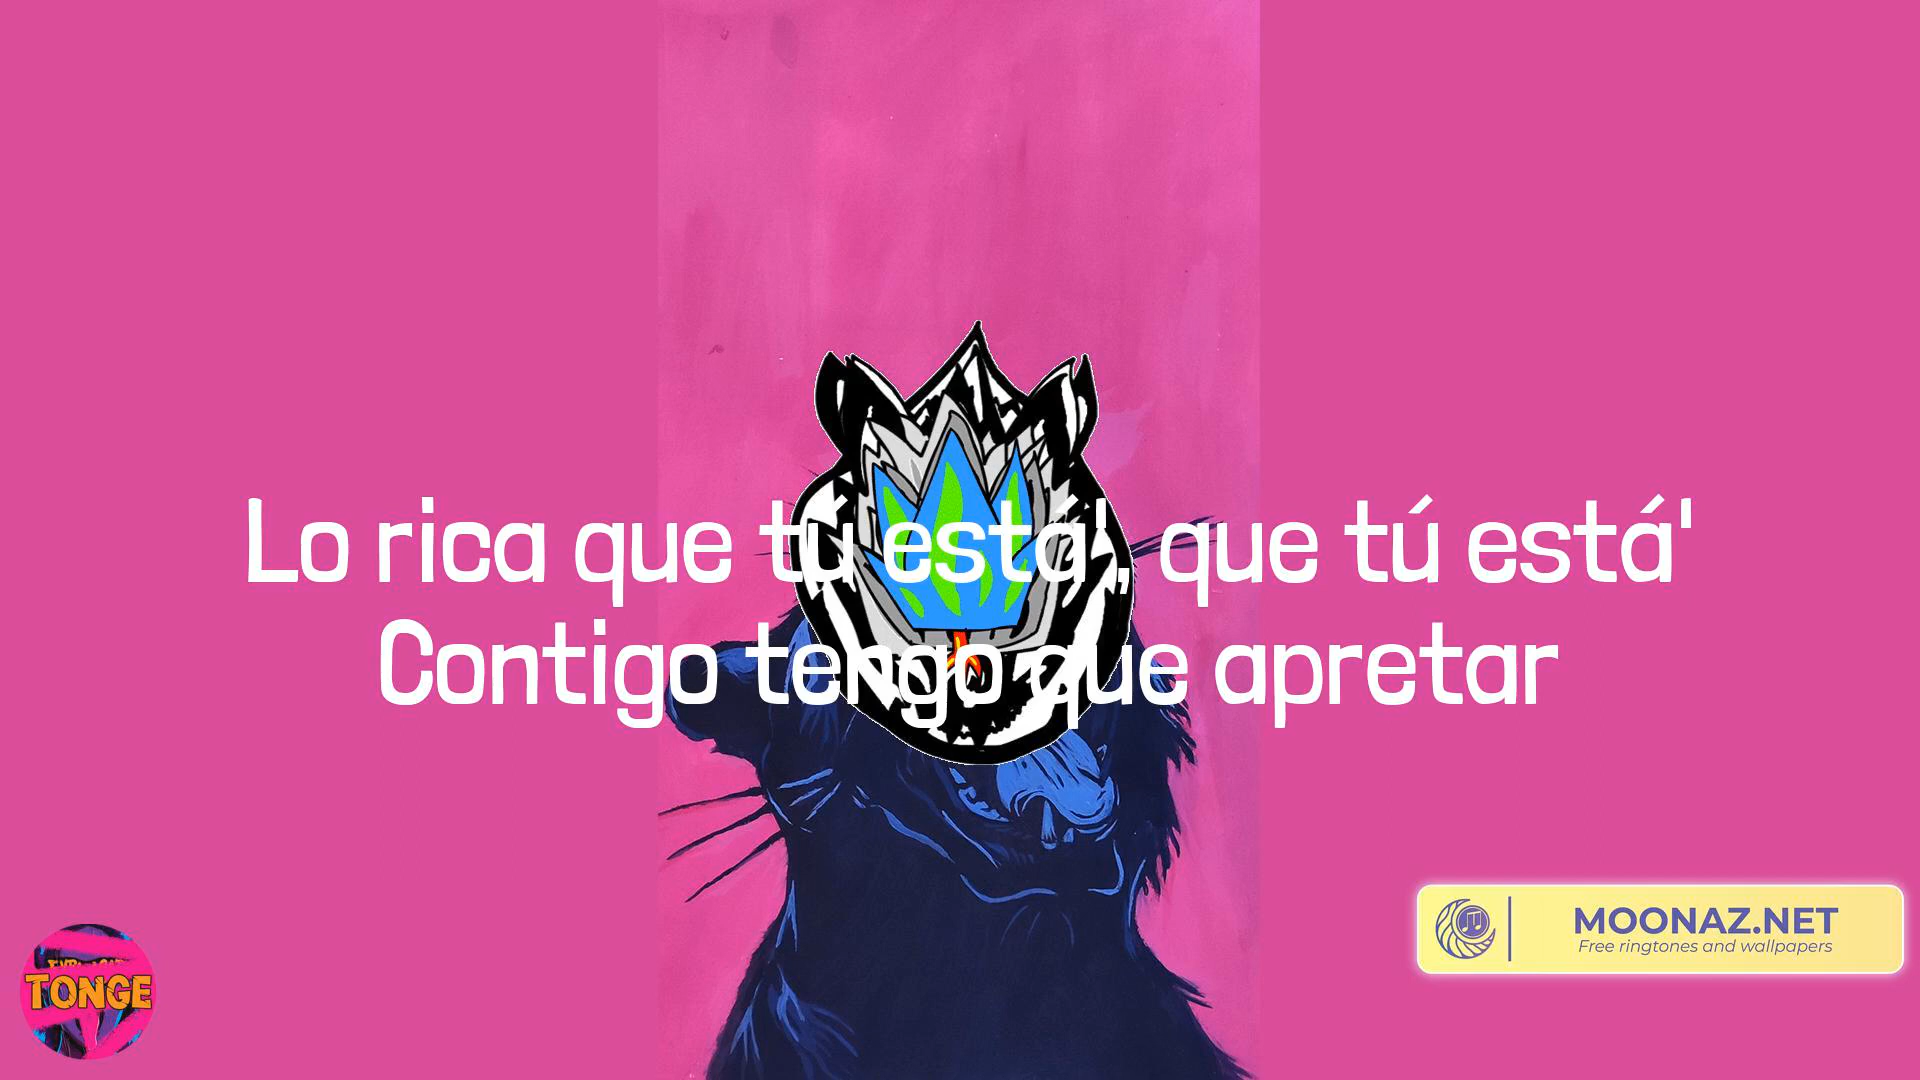 Lo rica que tú está', que tú está'
Contigo tengo que apretar
MOONAZ.NET
Free ringtones and wallpapers
TONGE